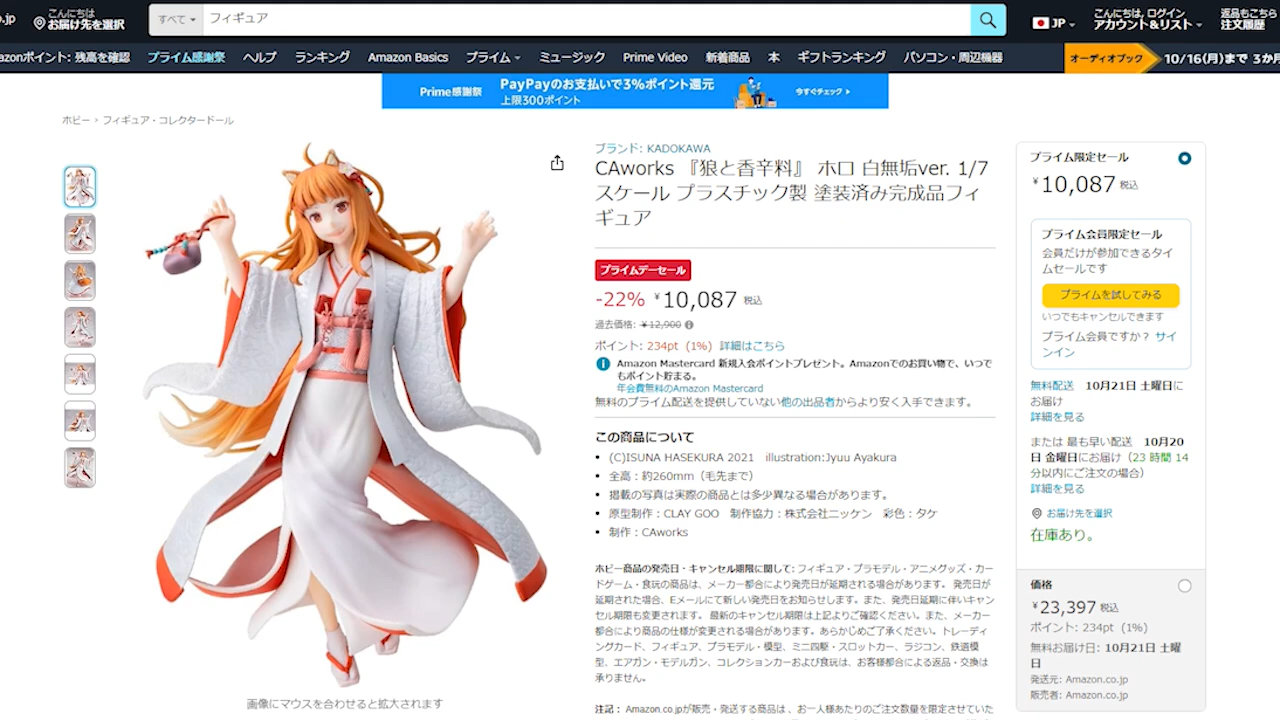 o.jp
こんにちは
お届け先を選択
すべて
フィギュア
JP
こんにちは, ログイン
アカウント＆リスト
返品もこちら
注文履歴
azonポイント: 残高を確認
プライム感謝祭
ヘルプ
ランキング
Amazon Basics
プライム
ミュージック
Prime Video
新着商品
本
ギフトランキング
パソコン・周辺機器
オーディオブック
10/16(月)まで 3か月
Prime感謝祭
PayPayのお支払いで3%ポイント還元
上限300ポイント
今すぐチェック
ホビー › フィギュア・コレクタードール
ブランド: KADOKAWA
CAworks 『狼と香辛料』 ホロ 白無垢ver. 1/7
スケール プラスチック製 塗装済み完成品フィ
ギュア
プライムデーセール
-22% ￥10,087 税込
過去価格: ￥12,900
ポイント: 234pt (1%) 詳細はこちら
Amazon Mastercard 新規入会ポイントプレゼント。Amazonでのお買い物で、いつで
もポイント貯まる。
年会費無料のAmazon Mastercard
無料のプライム配送を提供していない他の出品者からより安く入手できます。
この商品について
(C)ISUNA HASEKURA 2021 illustration:Jyuu Ayakura
全高：約260mm（毛先まで）
掲載の写真は実際の商品とは多少異なる場合があります。
原型制作：CLAY GOO 制作協力：株式会社ニッケン 彩色：タケ
制作：CAworks
ホビー商品の発売日・キャンセル期限に関して: フィギュア・プラモデル・アニメグッズ・カー
ドゲーム・食玩の商品は、メーカー都合により発売日が延期される場合があります。 発売日が
延期された場合、Eメールにて新しい発売日をお知らせします。また、発売日延期に伴いキャン
セル期限も変更されます。 最新のキャンセル期限は上記よりご確認ください。また、メーカー
都合により商品の仕様が変更される場合があります。あらかじめご了承ください。トレーディ
ングカード、フィギュア、プラモデル・模型、ミニ四駆・スロットカー、ラジコン、鉄道模
型、エアガン・モデルガン、コレクションカーおよび食玩は、お客様都合による返品・交換は
承りません。
注記： Amazon.co.jpが販売・発送する商品は、お一人様あたりのご注文数量を限定させていた
画像にマウスを合わせると拡大されます
プライム限定セール
￥10,087 税込
プライム会員限定セール
会員だけが参加できるタイ
ムセールです
プライムを試してみる
いつでもキャンセルできます
プライム会員ですか？ サイ
ンイン
無料配送 10月21日 土曜日に
お届け
詳細を見る
または 最も早い配送 10月20
日 金曜日にお届け（23 時間 14
分以内にご注文の場合）
詳細を見る
お届け先を選択
在庫あり。
価格
￥23,397 税込
ポイント: 234pt (1%)
無料お届け日: 10月21日 土曜
日
発送元: Amazon.co.jp
販売者: Amazon.co.jp